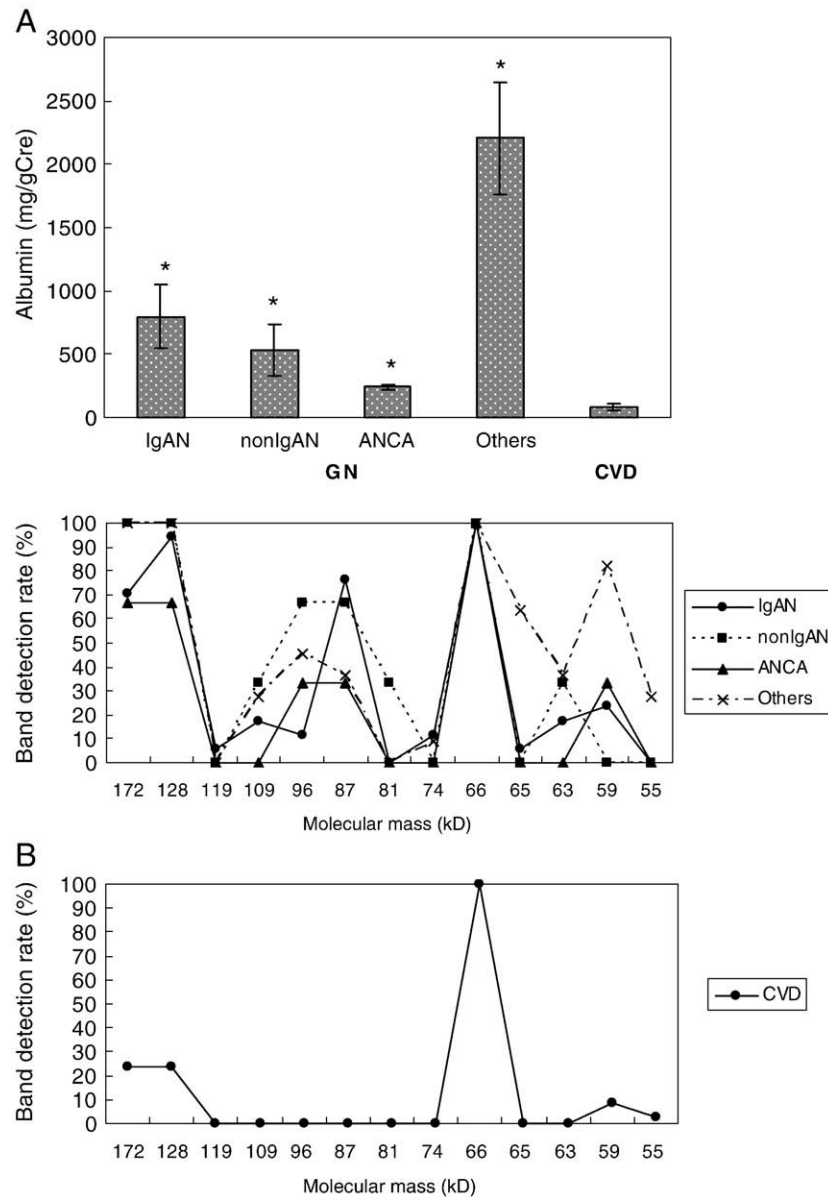 A
Albumin (mg/gCre)
3000
2500
2000
1500
1000
500
0
*
*
*
*
IgAN nonIgAN ANCA Others
GN CVD
Band detection rate (%)
100
90
80
70
60
50
40
30
20
10
0
172 128 119 109 96 87 81 74 66 65 63 59 55
Molecular mass (kD)
IgAN
nonIgAN
ANCA
Others
B
Band detection rate (%)
100
90
80
70
60
50
40
30
20
10
0
172 128 119 109 96 87 81 74 66 65 63 59 55
Molecular mass (kD)
CVD